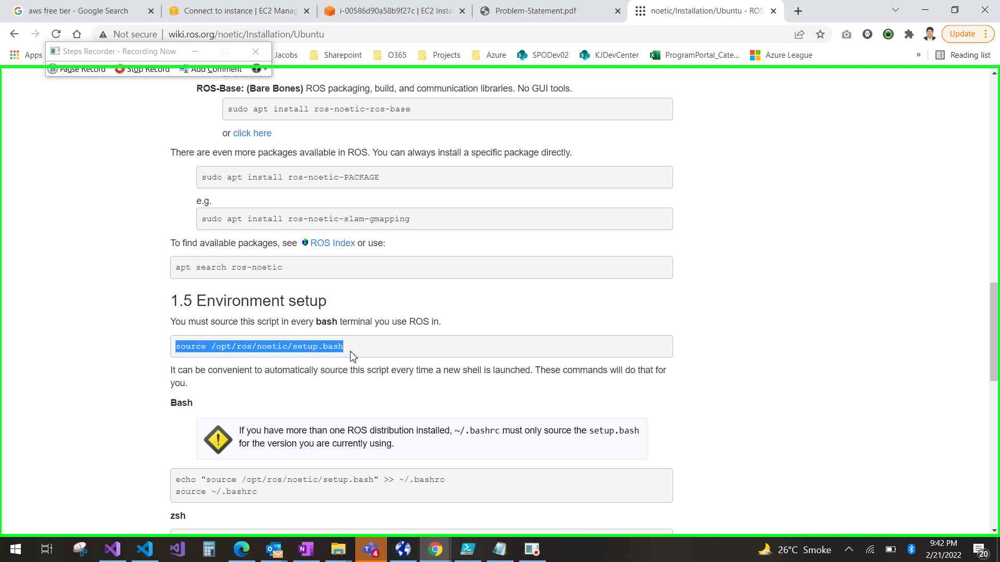 aws free tier - Google Search
Connect to instance | EC2 Manag
i-00586d90a58b9f27c | EC2 Insta
Problem-Statement.pdf
noetic/Installation/Ubuntu - ROS
Not secure | wiki.ros.org/noetic/Installation/Ubuntu
Update
Apps
Steps Recorder - Recording Now
Jacobs
Sharepoint
O365
Projects
Azure
SPODev02
KJDevCenter
ProgramPortal_Cate...
Azure League
»
Reading list
Pause Record
Stop Record
Add Comment
ROS-Base: (Bare Bones) ROS packaging, build, and communication libraries. No GUI tools.
sudo apt install ros-noetic-ros-base
or click here
There are even more packages available in ROS. You can always install a specific package directly.
sudo apt install ros-noetic-PACKAGE
e.g.
sudo apt install ros-noetic-slam-gmapping
To find available packages, see ROS Index or use:
apt search ros-noetic
1.5 Environment setup
You must source this script in every bash terminal you use ROS in.
source /opt/ros/noetic/setup.bash
It can be convenient to automatically source this script every time a new shell is launched. These commands will do that for
you.
Bash
If you have more than one ROS distribution installed, ~/.bashrc must only source the setup.bash
for the version you are currently using.
echo "source /opt/ros/noetic/setup.bash" >> ~/.bashrc
source ~/.bashrc
zsh
4
26°C Smoke
9:42 PM
2/21/2022
20